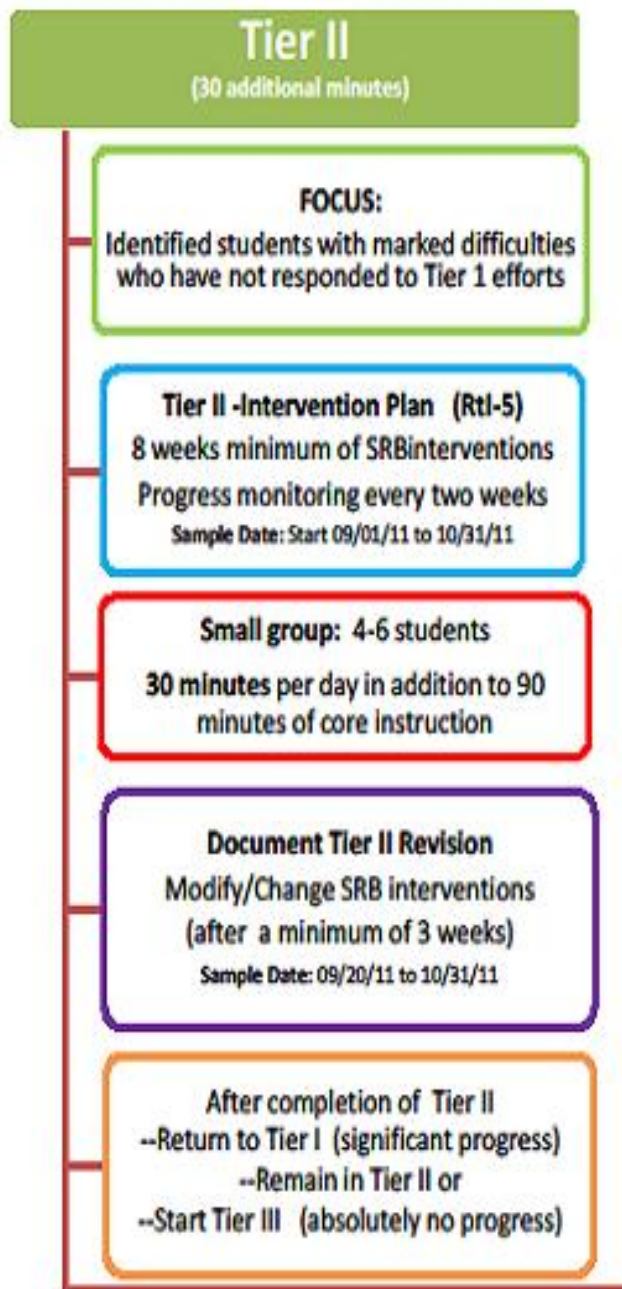 Tier II
(30 additional minutes)
FOCUS:
Identified students with marked difficulties
who have not responded to Tier 1 efforts
Tier II -Intervention Plan (RtI-5)
8 weeks minimum of SRBinterventions
Progress monitoring every two weeks
Sample Date: Start 09/01/11 to 10/31/11
Small group: 4-6 students
30 minutes per day in addition to 90
minutes of core instruction
Document Tier II Revision
Modify/Change SRB interventions
(after a minimum of 3 weeks)
Sample Date: 09/20/11 to 10/31/11
After completion of Tier II
--Return to Tier I (significant progress)
--Remain in Tier II or
--Start Tier III (absolutely no progress)